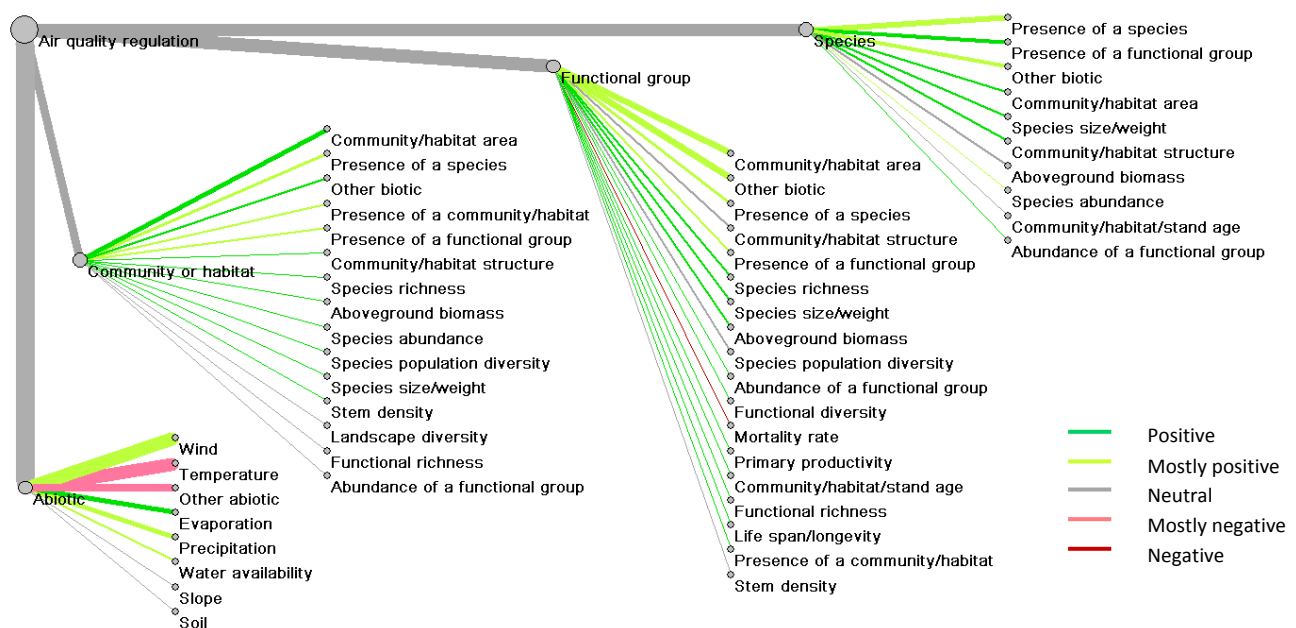 Air quality regulation
Species
Presence of a species
Presence of a functional group
Other biotic
Community/habitat area
Species size/weight
Community/habitat structure
Aboveground biomass
Species abundance
Community/habitat/stand age
Abundance of a functional group
Functional group
Community/habitat area
Other biotic
Presence of a species
Community/habitat structure
Presence of a functional group
Species richness
Species size/weight
Aboveground biomass
Species population diversity
Abundance of a functional group
Functional diversity
Mortality rate
Primary productivity
Community/habitat/stand age
Functional richness
Life span/longevity
Presence of a community/habitat
Stem density
Community or habitat
Community/habitat area
Presence of a species
Other biotic
Presence of a community/habitat
Presence of a functional group
Community/habitat structure
Species richness
Aboveground biomass
Species abundance
Species population diversity
Species size/weight
Stem density
Landscape diversity
Functional richness
Abundance of a functional group
Abiotic
Wind
Temperature
Other abiotic
Evaporation
Precipitation
Water availability
Slope
Soil
Positive
Mostly positive
Neutral
Mostly negative
Negative